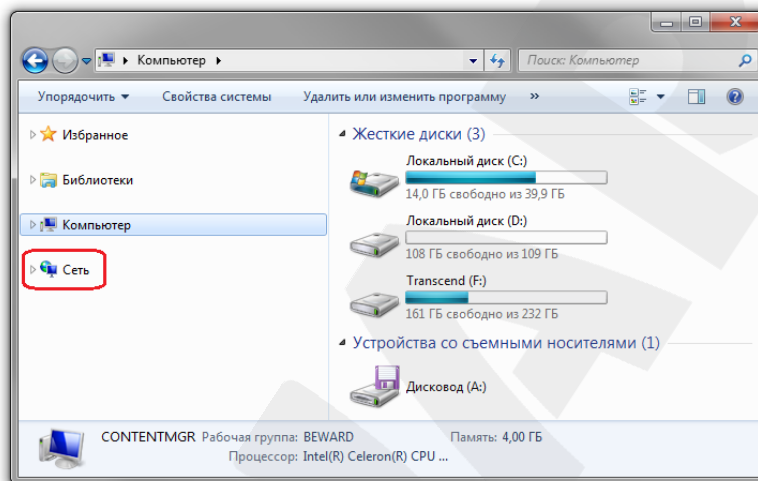 Компьютер
Поиск: Компьютер
Упорядочить Свойства системы Удалить или изменить программу »
Избранное
Библиотеки
Компьютер
Сеть
Жесткие диски (3)
Локальный диск (C:)
14,0 ГБ свободно из 39,9 ГБ
Локальный диск (D:)
108 ГБ свободно из 109 ГБ
Transcend (F:)
161 ГБ свободно из 232 ГБ
Устройства со съемными носителями (1)
Дисковод (A:)
CONTENTMGR Рабочая группа: BEWARD Память: 4,00 ГБ
Процессор: Intel(R) Celeron(R) CPU ...